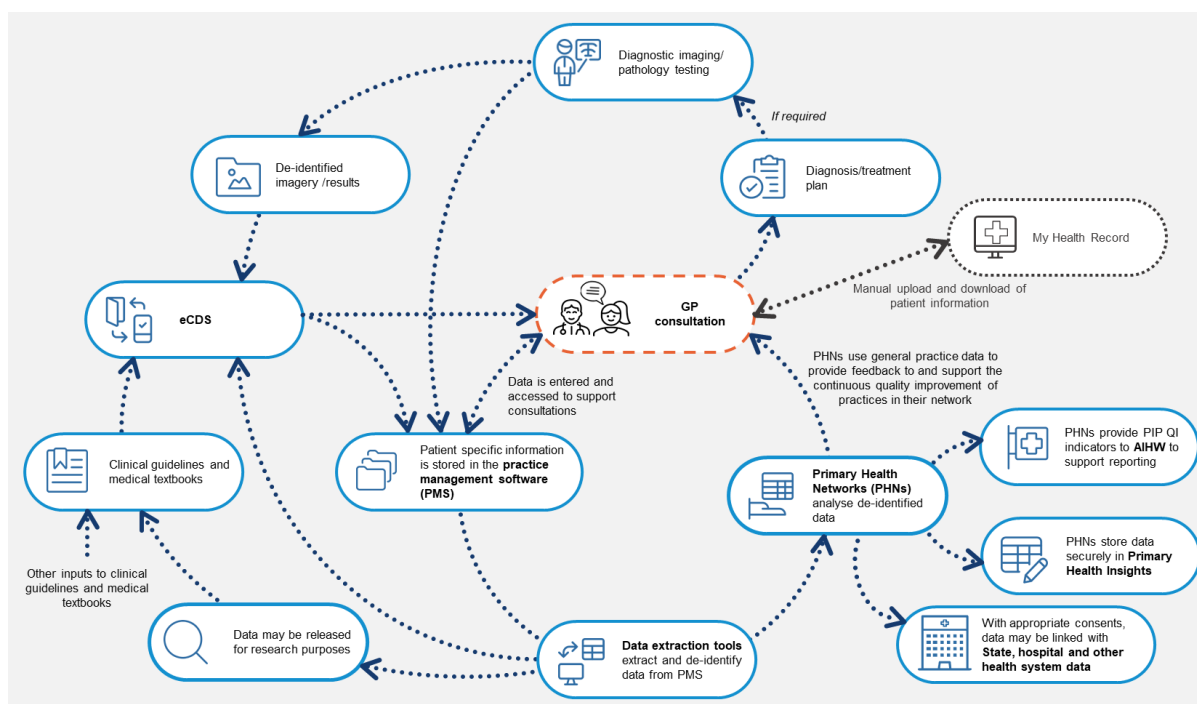 Diagnostic imaging/
pathology testing
If required
De-identified
imagery /results
Diagnosis/treatment
plan
My Health Record
Manual upload and download of
patient information
eCDS
GP
consultation
PHNs use general practice data to
provide feedback to and support the
continuous quality improvement of
practices in their network
Data is entered and
accessed to support
consultations
Clinical guidelines and
medical textbooks
Patient specific information
is stored in the practice
management software
(PMS)
Primary Health
Networks (PHNs)
analyse de-identified
data
PHNs provide PIP QI
indicators to AIHW to
support reporting
PHNs store data
securely in Primary
Health Insights
Other inputs to clinical
guidelines and medical
textbooks
Data may be released
for research purposes
Data extraction tools
extract and de-identify
data from PMS
With appropriate consents,
data may be linked with
State, hospital and other
health system data